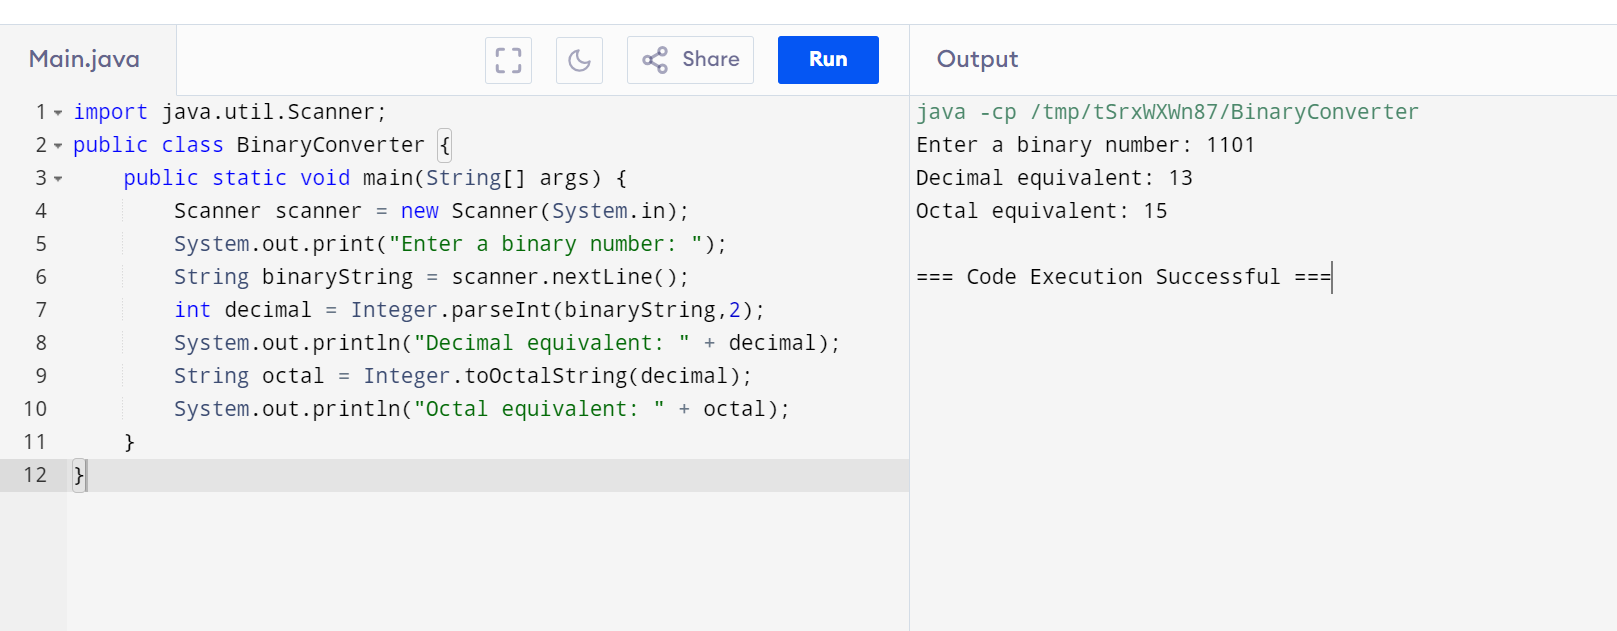 Main.java
Share
Run
Output
1 import java.util.Scanner;
2 public class BinaryConverter {
3     public static void main(String[] args) {
4         Scanner scanner = new Scanner(System.in);
5         System.out.print("Enter a binary number: ");
6         String binaryString = scanner.nextLine();
7         int decimal = Integer.parseInt(binaryString,2);
8         System.out.println("Decimal equivalent: " + decimal);
9         String octal = Integer.toOctalString(decimal);
10         System.out.println("Octal equivalent: " + octal);
11     }
12 }
java -cp /tmp/tSrxWXWn87/BinaryConverter
Enter a binary number: 1101
Decimal equivalent: 13
Octal equivalent: 15
=== Code Execution Successful ===